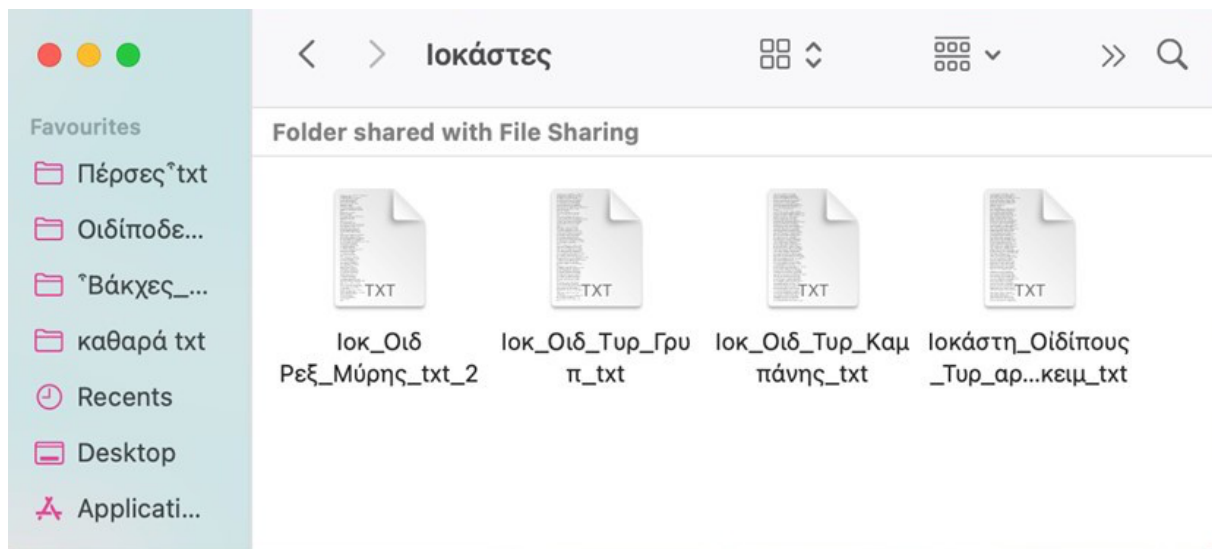 Ιοκάστες
Favourites
Πέρσες῞txt
Οιδίποδε...
῞Βάκχες_...
καθαρά txt
Recents
Desktop
Applicati...
Folder shared with File Sharing
TXT TXT TXT TXT
Ιοκ_Οιδ Ιοκ_Οιδ_Τυρ_Γρυ Ιοκ_Οιδ_Τυρ_Καμ Ιοκάστη_Οἰδίπους
Ρεξ_Μύρης_txt_2 π_txt πάνης_txt _Τυρ_αρ...κειμ_txt